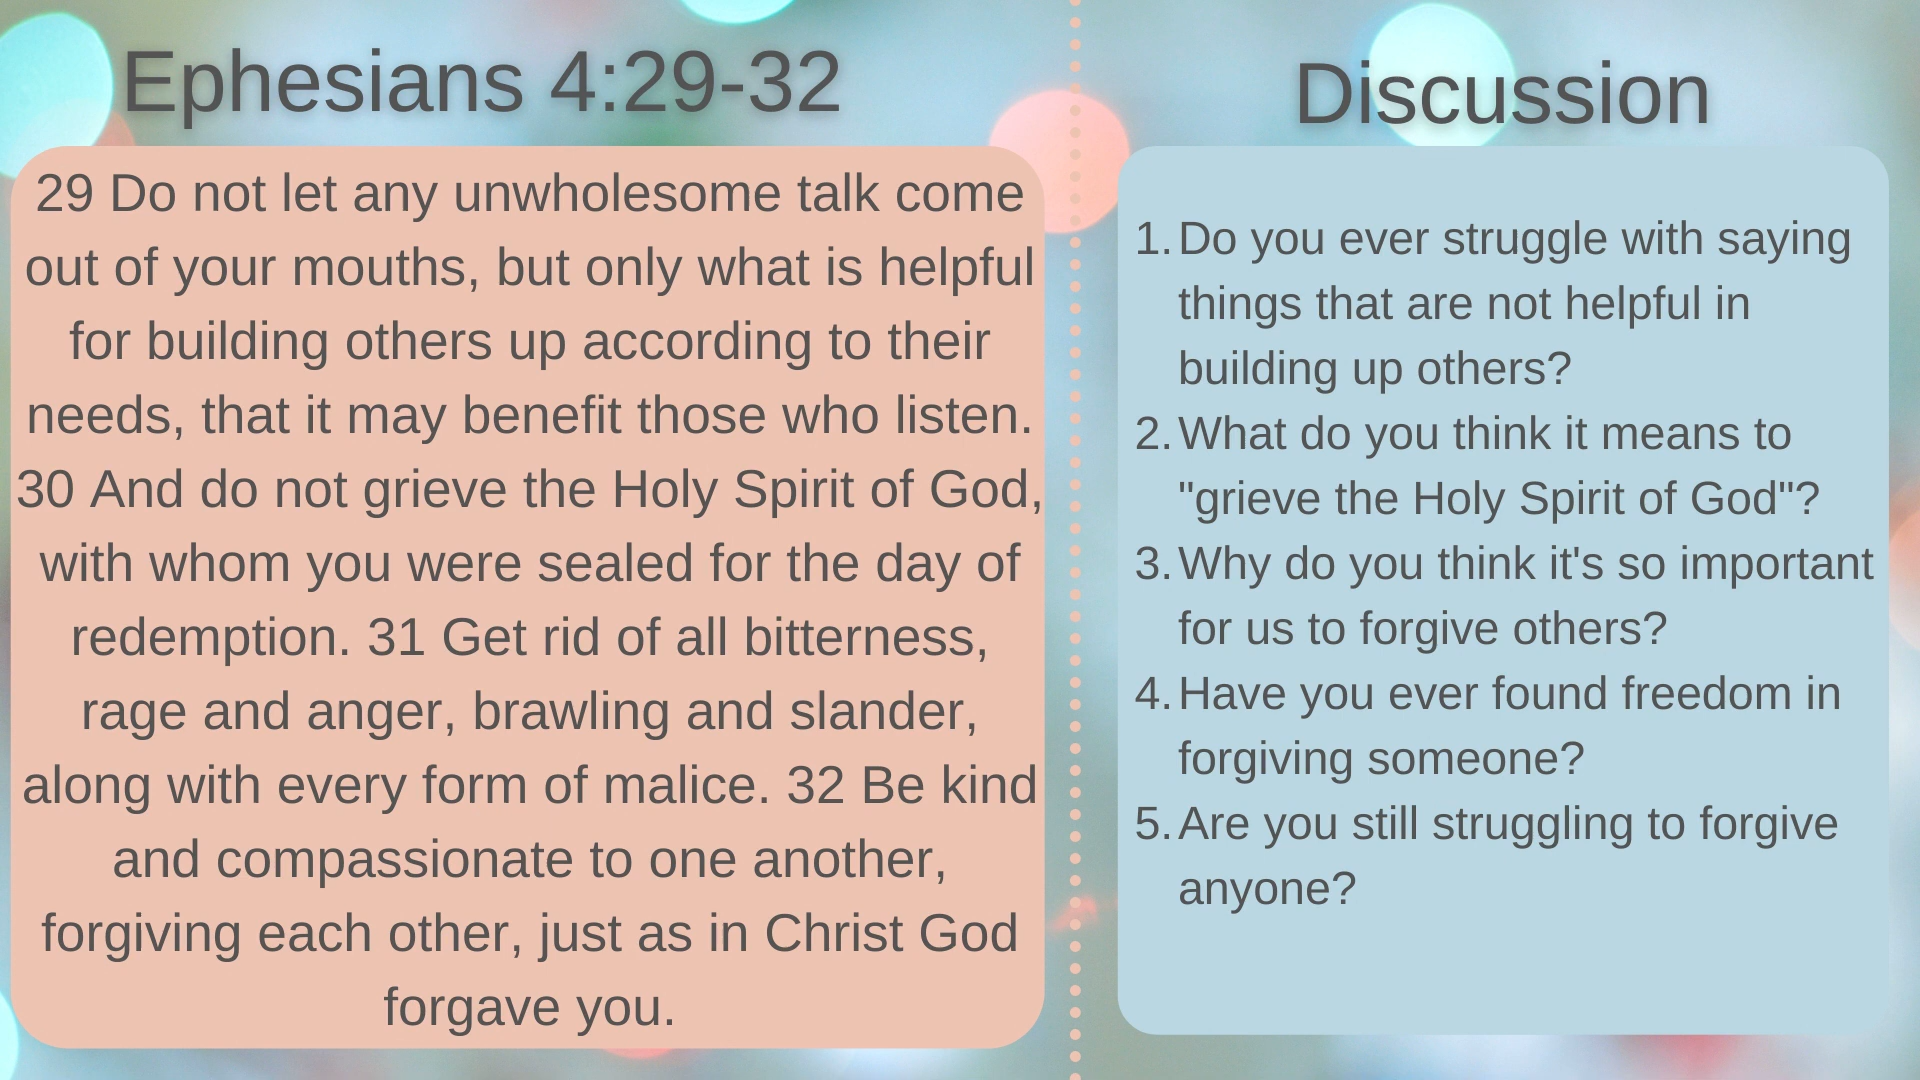 Ephesians 4:29-32
29 Do not let any unwholesome talk come
out of your mouths, but only what is helpful
for building others up according to their
needs, that it may benefit those who listen.
30 And do not grieve the Holy Spirit of God,
with whom you were sealed for the day of
redemption. 31 Get rid of all bitterness,
rage and anger, brawling and slander,
along with every form of malice. 32 Be kind
and compassionate to one another,
forgiving each other, just as in Christ God
forgave you.
Discussion
1. Do you ever struggle with saying
things that are not helpful in
building up others?
2. What do you think it means to
"grieve the Holy Spirit of God"?
3. Why do you think it's so important
for us to forgive others?
4. Have you ever found freedom in
forgiving someone?
5. Are you still struggling to forgive
anyone?